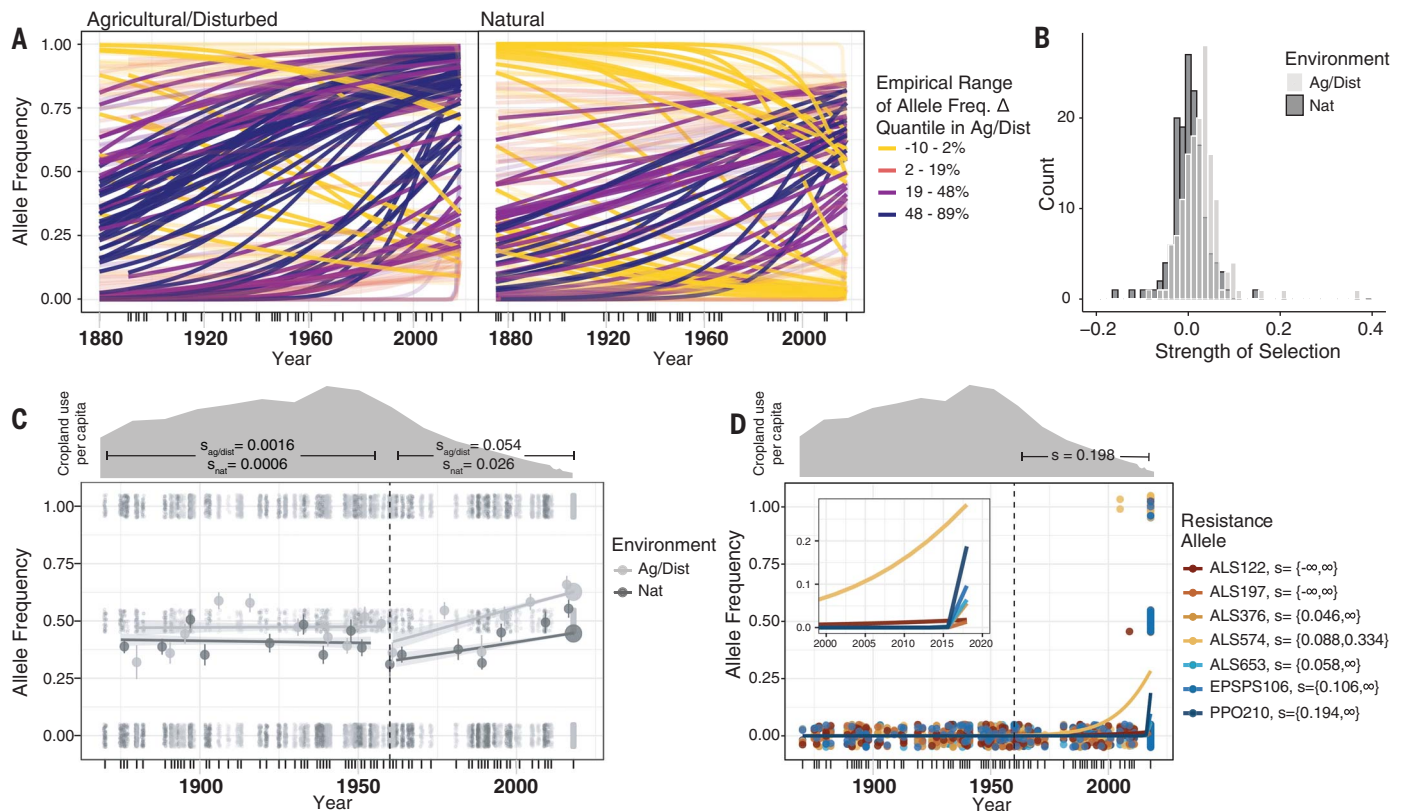 A
Agricultural/Disturbed
Natural
Allele Frequency
1.00
0.75
0.50
0.25
0.00
1880
1920
1960
2000
Year
1880
1920
1960
2000
Year
Empirical Range
of Allele Freq. Δ
Quantile in Ag/Dist
-10 - 2%
2 - 19%
19 - 48%
48 - 89%
B
Count
20
10
0
−0.2
0.0
0.2
0.4
Strength of Selection
Environment
Ag/Dist
Nat
C
Cropland use
per capita
s_ag/dist = 0.0016
s_nat = 0.0006
s_ag/dist = 0.054
s_nat = 0.026
Allele Frequency
1.00
0.75
0.50
0.25
0.00
1900
1950
2000
Year
Environment
Ag/Dist
Nat
D
Cropland use
per capita
s = 0.198
Allele Frequency
1.00
0.75
0.50
0.25
0.00
0.2
0.1
0.0
2000
2005
2010
2015
2020
1900
1950
2000
Year
Resistance
Allele
ALS122, s= {-∞,∞}
ALS197, s= {-∞,∞}
ALS376, s= {0.046,∞}
ALS574, s= {0.088,0.334}
ALS653, s= {0.058,∞}
EPSPS106, s={0.106,∞}
PPO210, s={0.194,∞}